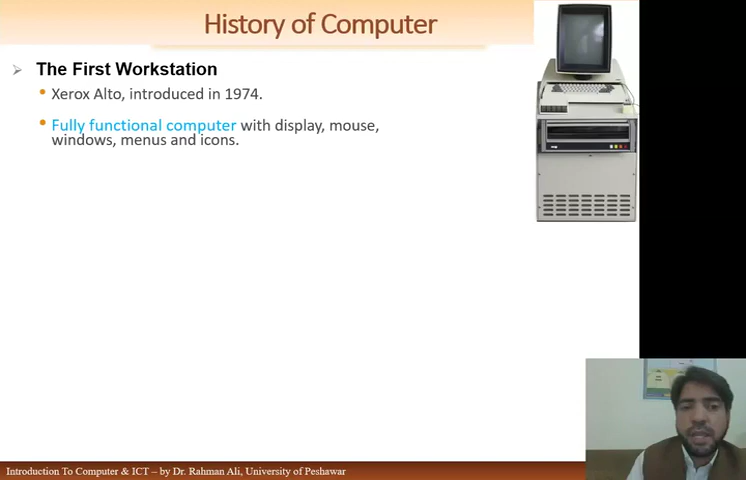 History of Computer
The First Workstation
Xerox Alto, introduced in 1974.
Fully functional computer with display, mouse,
windows, menus and icons.
Introduction To Computer & ICT – by Dr. Rahman Ali, University of Peshawar